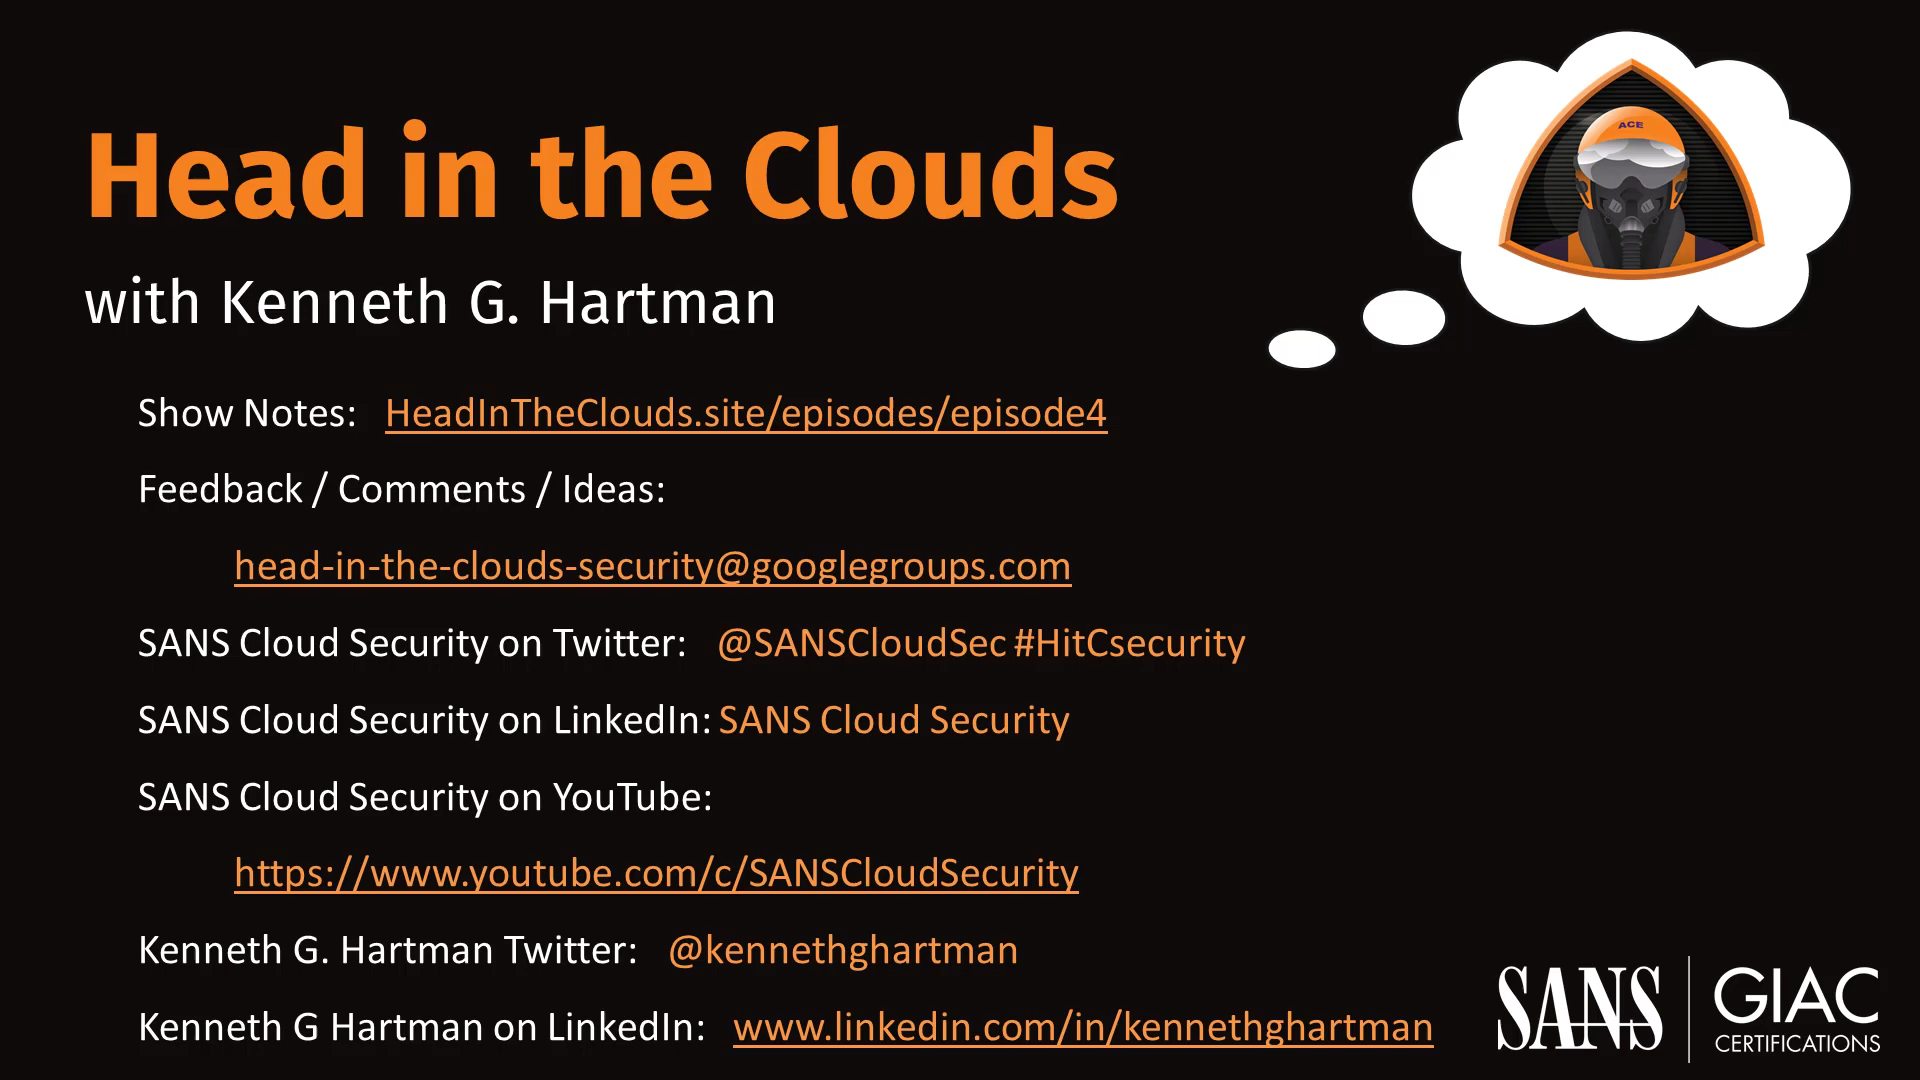 Head in the Clouds
ACE
with Kenneth G. Hartman
Show Notes: HeadInTheClouds.site/episodes/episode4
Feedback / Comments / Ideas:
head-in-the-clouds-security@googlegroups.com
SANS Cloud Security on Twitter: @SANSCloudSec #HitCsecurity
SANS Cloud Security on LinkedIn: SANS Cloud Security
SANS Cloud Security on YouTube:
https://www.youtube.com/c/SANSCloudSecurity
Kenneth G. Hartman Twitter: @kennethghartman
Kenneth G Hartman on LinkedIn: www.linkedin.com/in/kennethghartman
SANS GIAC
CERTIFICATIONS